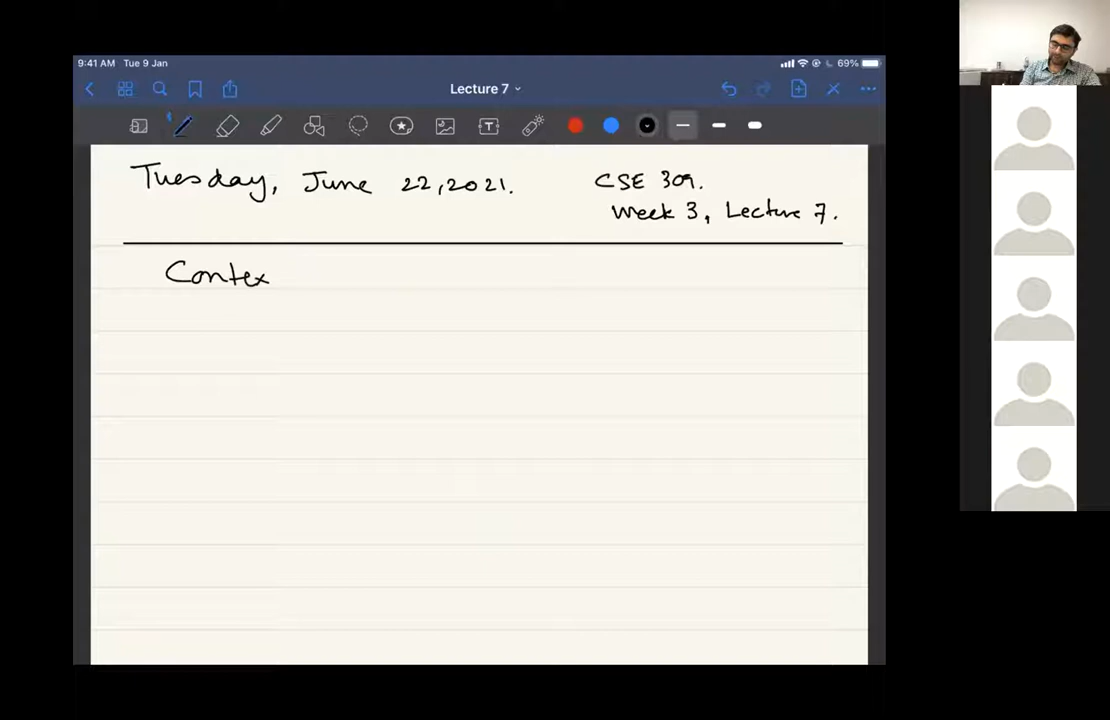 9:41 AM Tue 9 Jan 69%
Lecture 7
T
Tuesday, June 22, 2021. CSE 309.
Week 3, Lecture 7.
Contex